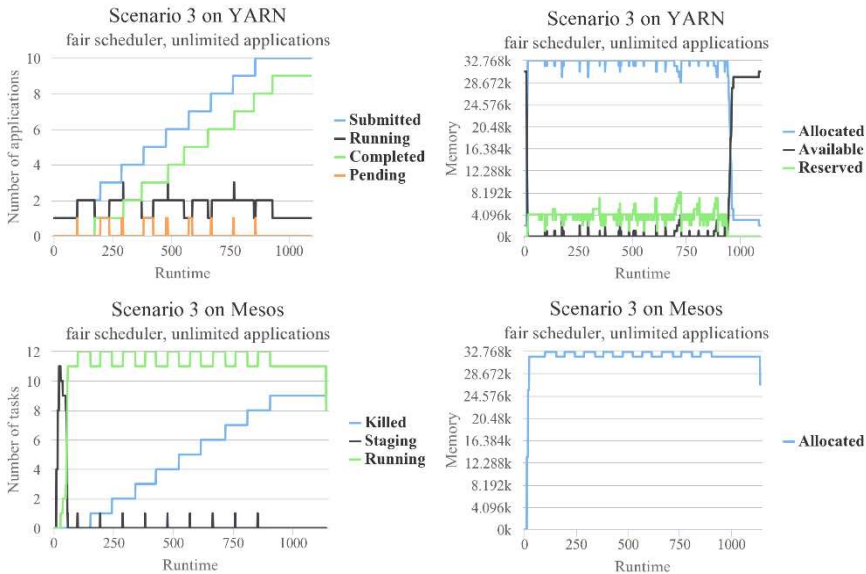 Scenario 3 on YARN
fair scheduler, unlimited applications
Number of applications
10
8
6
4
2
0
0
250
500
750
1000
Runtime
Submitted
Running
Completed
Pending
Scenario 3 on YARN
fair scheduler, unlimited applications
Memory
32.768k
28.672k
24.576k
20.48k
16.384k
12.288k
8.192k
4.096k
0k
0
250
500
750
1000
Runtime
Allocated
Available
Reserved
Scenario 3 on Mesos
fair scheduler, unlimited applications
Number of tasks
12
10
8
6
4
2
0
0
250
500
750
1000
Runtime
Killed
Staging
Running
Scenario 3 on Mesos
fair scheduler, unlimited applications
Memory
32.768k
28.672k
24.576k
20.48k
16.384k
12.288k
8.192k
4.096k
0k
0
250
500
750
1000
Runtime
Allocated